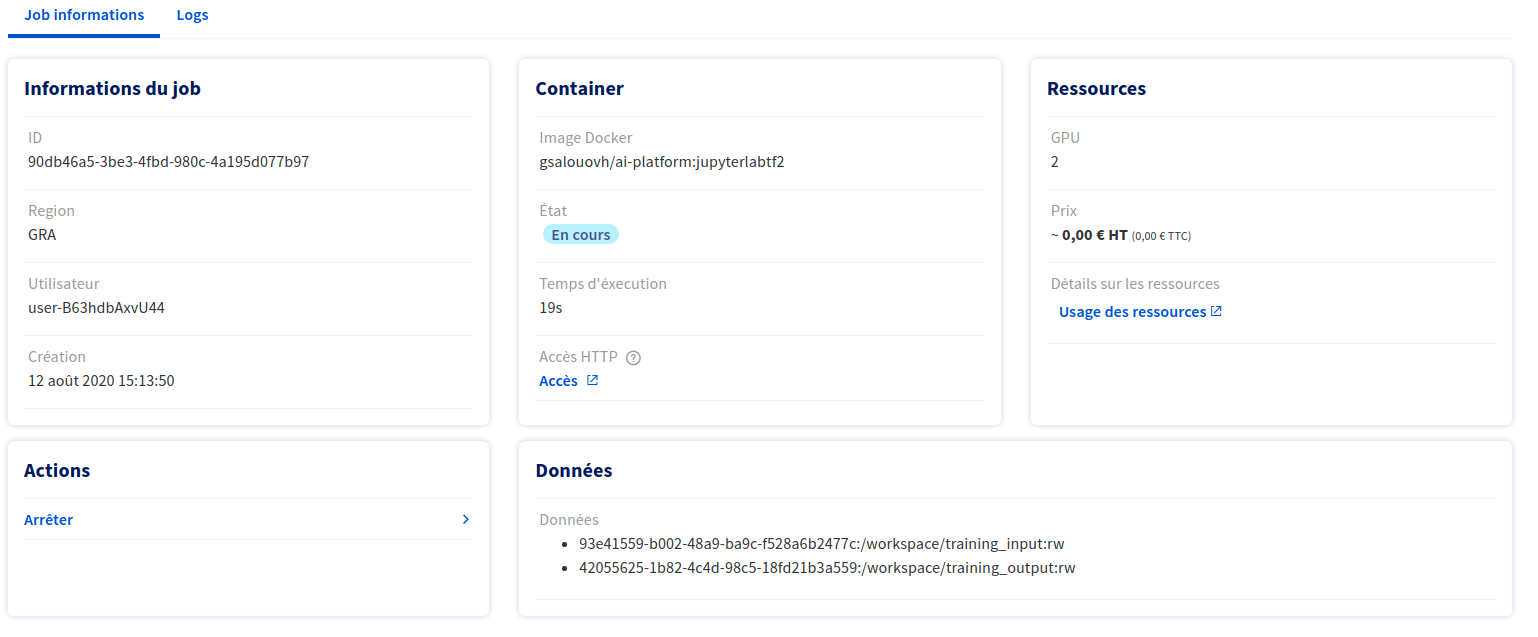 Job informations
Logs
Informations du job
ID
90db46a5-3be3-4fbd-980c-4a195d077b97
Region
GRA
Utilisateur
user-B63hdbAxvU44
Création
12 août 2020 15:13:50
Container
Image Docker
gsalouovh/ai-platform:jupyterlabtf2
État
En cours
Temps d'éxecution
19s
Accès HTTP ?
Accès
Ressources
GPU
2
Prix
~ 0,00 € HT (0,00 € TTC)
Détails sur les ressources
Usage des ressources
Actions
Arrêter
Données
Données
• 93e41559-b002-48a9-ba9c-f528a6b2477c:/workspace/training_input:rw
• 42055625-1b82-4c4d-98c5-18fd21b3a559:/workspace/training_output:rw